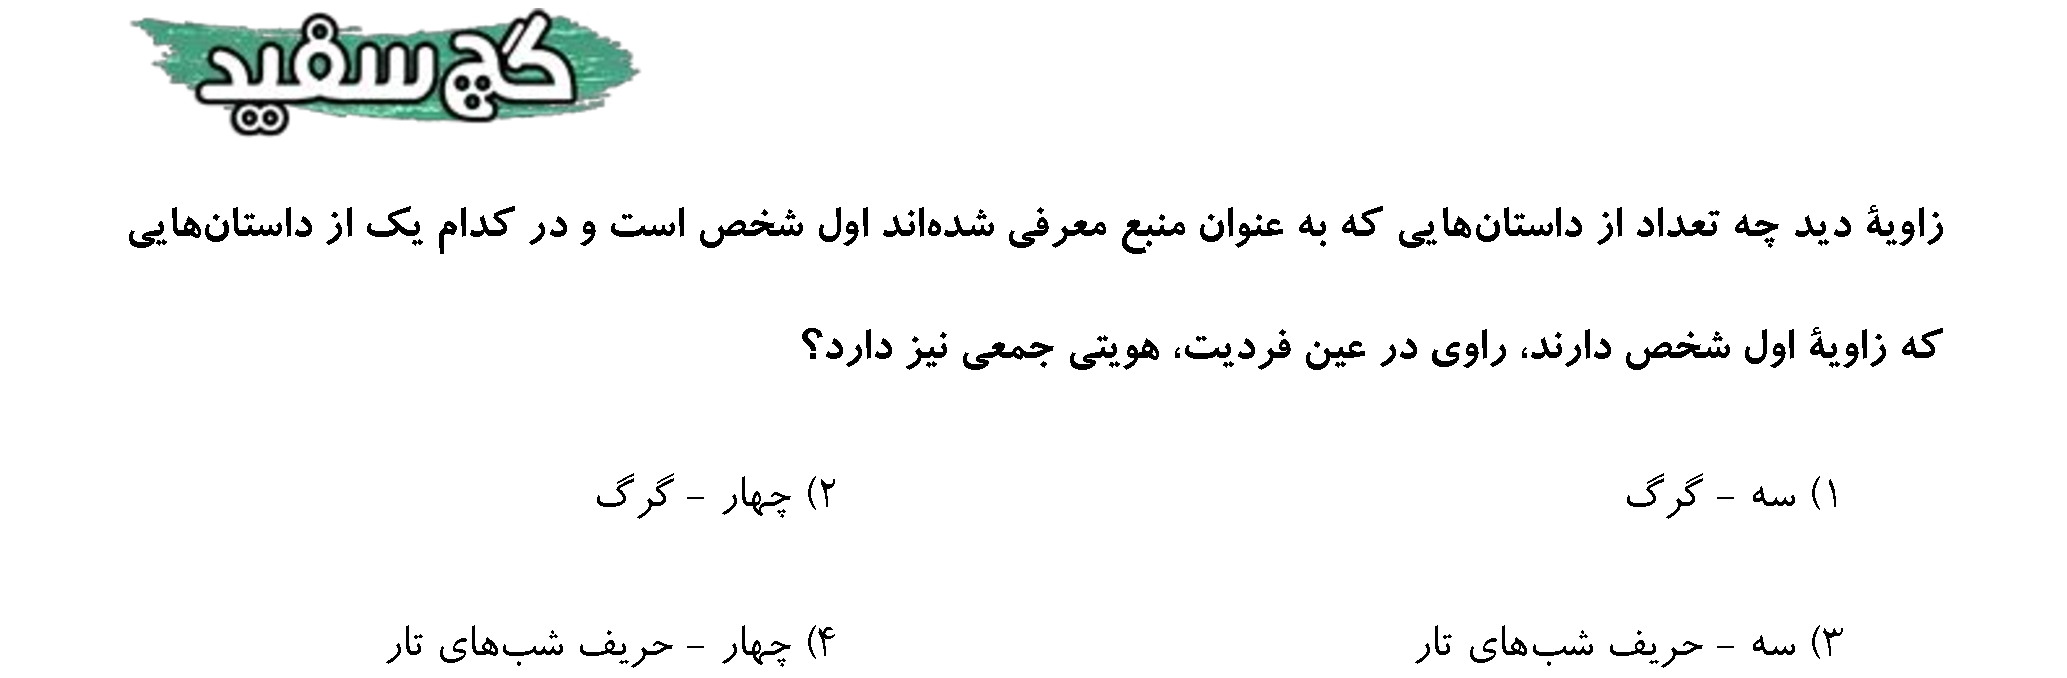 گچ سفید
زاویهٔ دید چه تعداد از داستان‌هایی که به عنوان منبع معرفی شده‌اند اول شخص است و در کدام یک از داستان‌هایی
که زاویهٔ اول شخص دارند، راوی در عین فردیت، هویتی جمعی نیز دارد؟
۱) سه – گرگ
۲) چهار – گرگ
۳) سه – حریف شب‌های تار
۴) چهار – حریف شب‌های تار